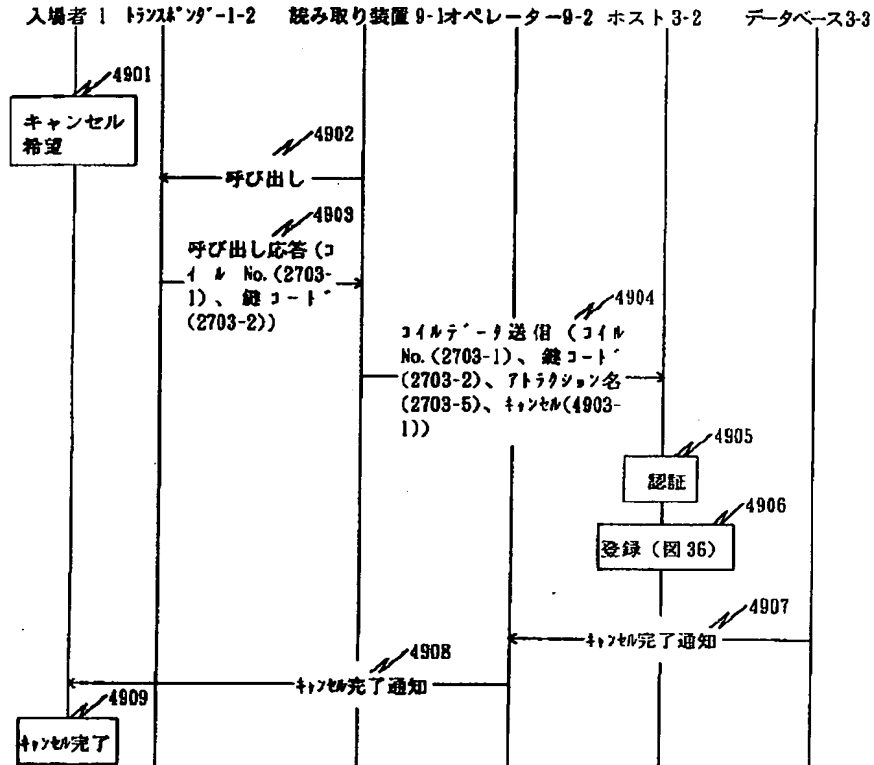 入場者 1 トランスポンダー1-2 読み取り装置 9-1オペレーター9-2 ホスト3-2 データベース3-3
4901
キャンセル
希望
4902
呼び出し
4903
呼び出し応答(コ
イル No.(2703-
1)、鍵コード
(2703-2))
4904
コイルデータ送信(コイル
No.(2703-1)、鍵コード
(2703-2)、アトラクション名
(2703-5)、キャンセル(4903-
1))
4905
認証
4906
登録(図36)
4907
キャンセル完了通知
4908
キャンセル完了通知
4909
キャンセル完了